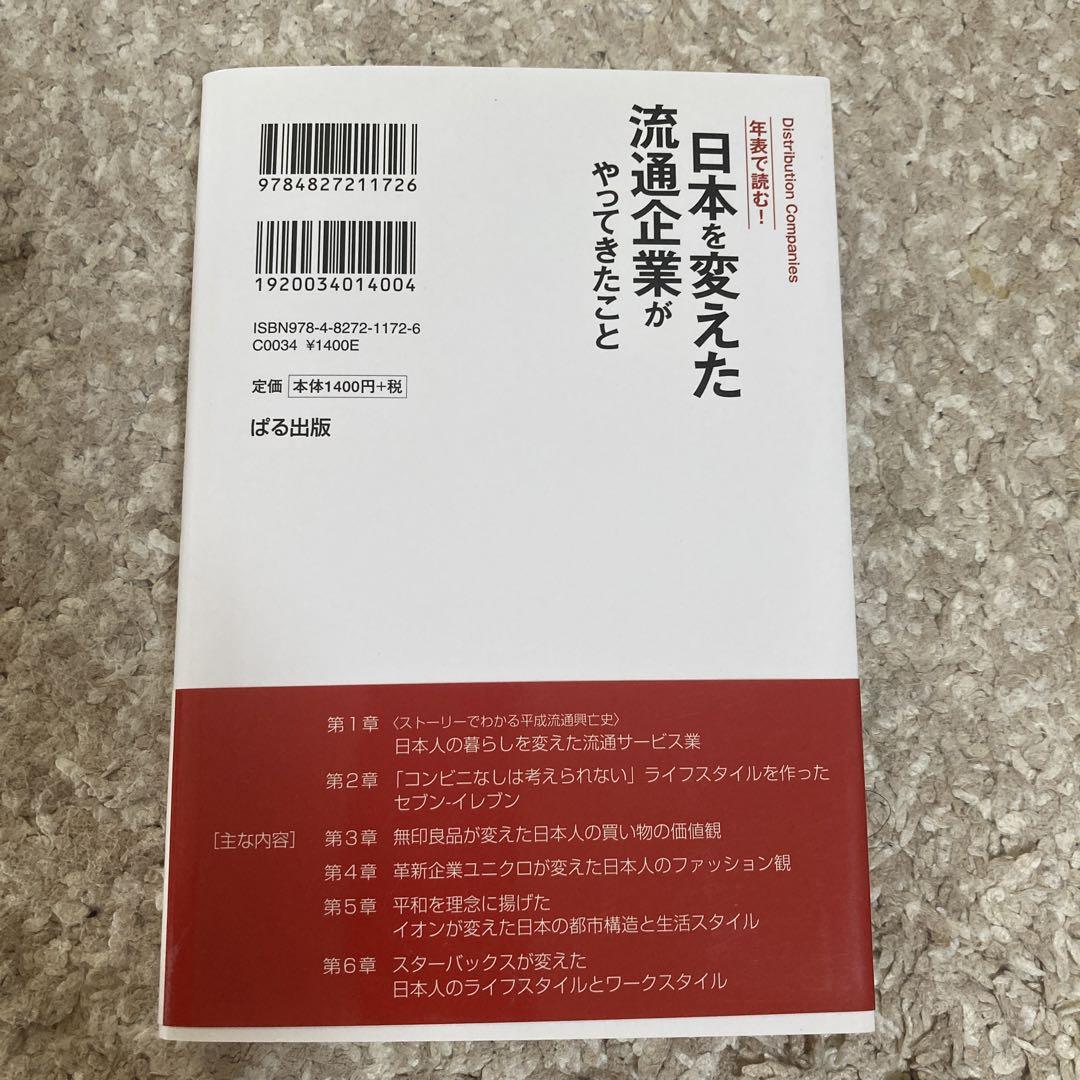 Distribution Companies
年表で読む！
日本を変えた
流通企業が
やってきたこと
9784827211726
1920034014004
ISBN978-4-8272-1172-6
C0034 ¥1400E
定価 本体1400円+税
ぱる出版
［主な内容］
第1章 〈ストーリーでわかる平成流通興亡史〉
日本人の暮らしを変えた流通サービス業
第2章 「コンビニなしは考えられない」ライフスタイルを作った
セブン-イレブン
第3章 無印良品が変えた日本人の買い物の価値観
第4章 革新企業ユニクロが変えた日本人のファッション観
第5章 平和を理念に揚げた
イオンが変えた日本の都市構造と生活スタイル
第6章 スターバックスが変えた
日本人のライフスタイルとワークスタイル